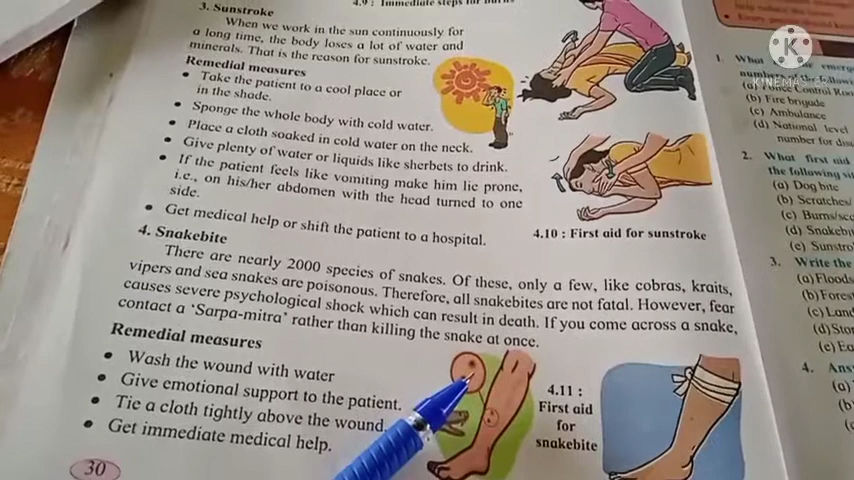 4.9 : Immediate steps for burns
3. Sunstroke
When we work in the sun continuously for
a long time, the body loses a lot of water and
minerals. That is the reason for sunstroke.
Remedial measures
• Take the patient to a cool place or
in the shade.
• Sponge the whole body with cold water.
• Place a cloth soaked in cold water on the neck.
• Give plenty of water or liquids like sherbets to drink.
• If the patient feels like vomiting make him lie prone,
i.e., on his/her abdomen with the head turned to one
side.
• Get medical help or shift the patient to a hospital.
4.10 : First aid for sunstroke
4. Snakebite
There are nearly 2000 species of snakes. Of these, only a few, like cobras, kraits,
vipers and sea snakes are poisonous. Therefore, all snakebites are not fatal. However, fear
causes severe psychological shock which can result in death. If you come across a snake,
contact a ‘Sarpa-mitra’ rather than killing the snake at once.
Remedial measures
• Wash the wound with water
• Give emotional support to the patient.
• Tie a cloth tightly above the wound.
• Get immediate medical help.
4.11 :
First aid
for
snakebite
30
1. What
(a) Police Control
(b) Fire brigade
(c) Ambulance
(d) National level
number for
2. What first aid
the following
(a) Dog bite
(b) Scratches/
(c)
(d)
(e)
3. Write the
(a)
(b)
(c)
(d)
(e)
4.
(a)
(b)
(c)
K
KINEMASTER